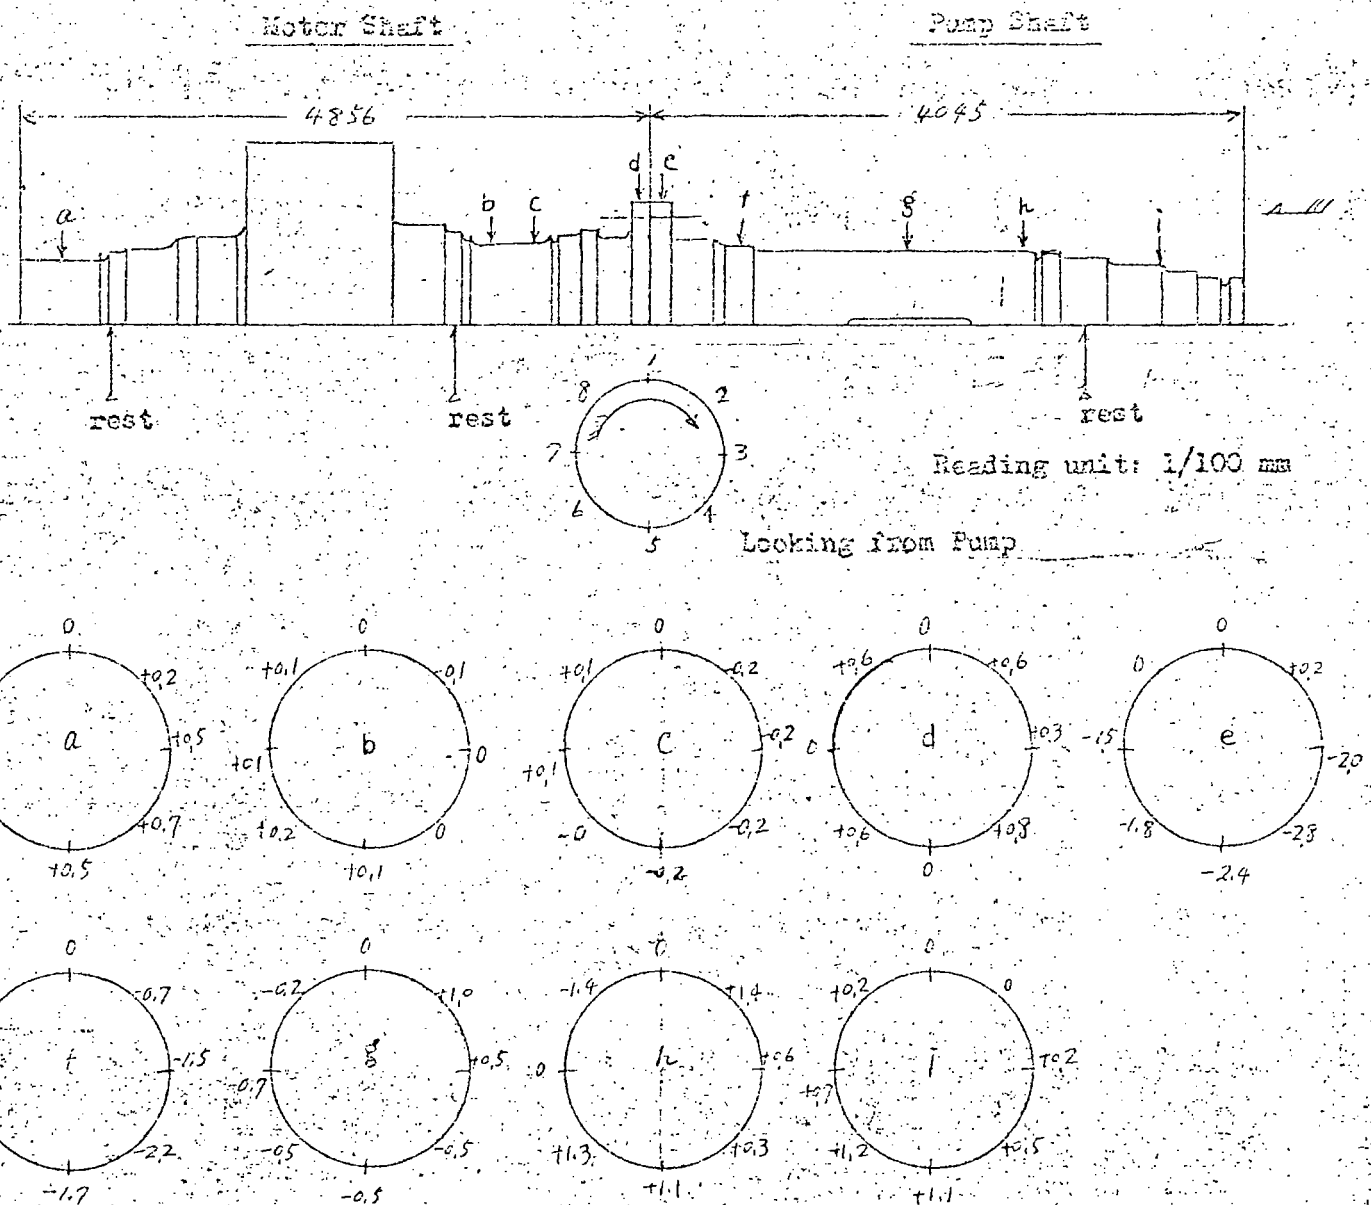 Motor Shaft
Pump Shaft
4856
4045
d e
a
b c
f
g
h
i
rest
rest
rest
1
8 2
7 3
6 4
5
Reading unit: 1/100 mm
Looking from Pump
0 0 0 0 0
+0,2 +0,1 -0,1 +0,1 -0,2 +0,6 +0,6 0 +0,2
a +0,5 +0,1 b 0 +0,1 c -0,2 0 d +0,3 -1,5 e -2,0
+0,7 +0,2 0 -0 -0,2 +0,6 +0,8 -1.8 -2,8
+0.5 +0,1 -0,2 0 -2.4
0 0 0 0
-0,7 -0,2 +1,0 -1.4 +1,4 +0,2 0
f -1.5 -0,7 g +0,5 0 h +0,6 +0,7 i +0,2
-2.2 -0,5 -0,5 +1.3 +0,3 +1,2 +0,5
-1.7 -0.5 +1.1 +1.1